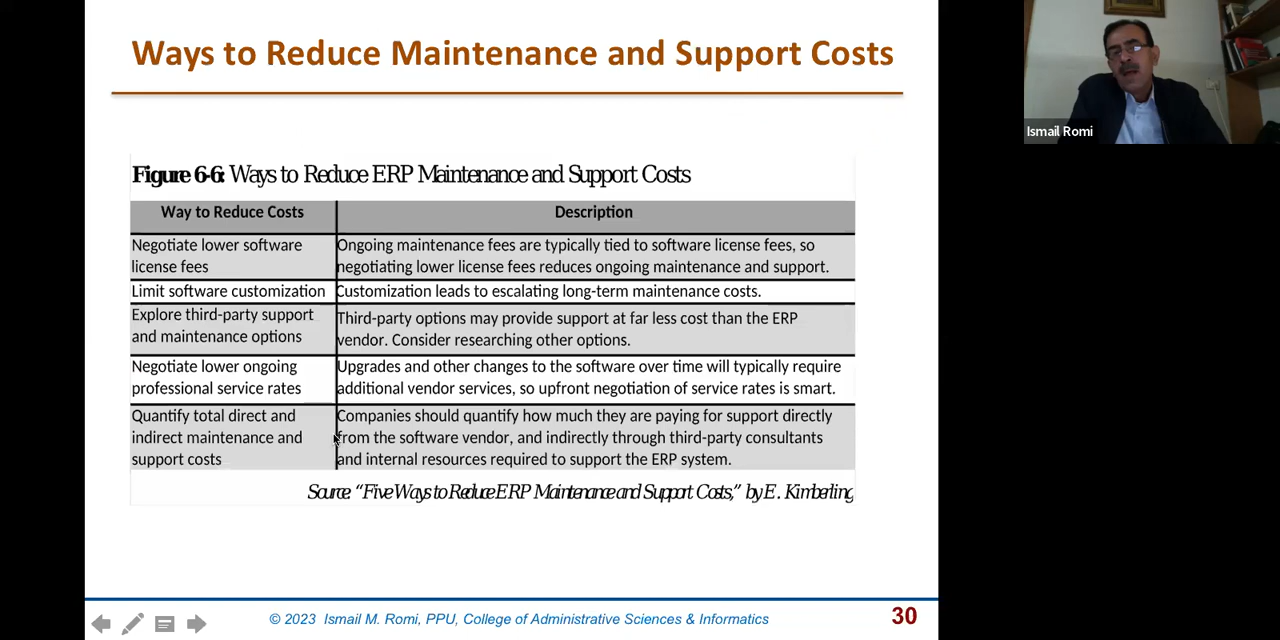 Ways to Reduce Maintenance and Support Costs
Ismail Romi
Figure 6-6: Ways to Reduce ERP Maintenance and Support Costs
Way to Reduce Costs
Description
Negotiate lower software
license fees
Ongoing maintenance fees are typically tied to software license fees, so
negotiating lower license fees reduces ongoing maintenance and support.
Limit software customization
Customization leads to escalating long-term maintenance costs.
Explore third-party support
and maintenance options
Third-party options may provide support at far less cost than the ERP
vendor. Consider researching other options.
Negotiate lower ongoing
professional service rates
Upgrades and other changes to the software over time will typically require
additional vendor services, so upfront negotiation of service rates is smart.
Quantify total direct and
indirect maintenance and
support costs
Companies should quantify how much they are paying for support directly
from the software vendor, and indirectly through third-party consultants
and internal resources required to support the ERP system.
Source: "Five Ways to Reduce ERP Maintenance and Support Costs," by E. Kimberling
© 2023 Ismail M. Romi, PPU, College of Administrative Sciences & Informatics
30